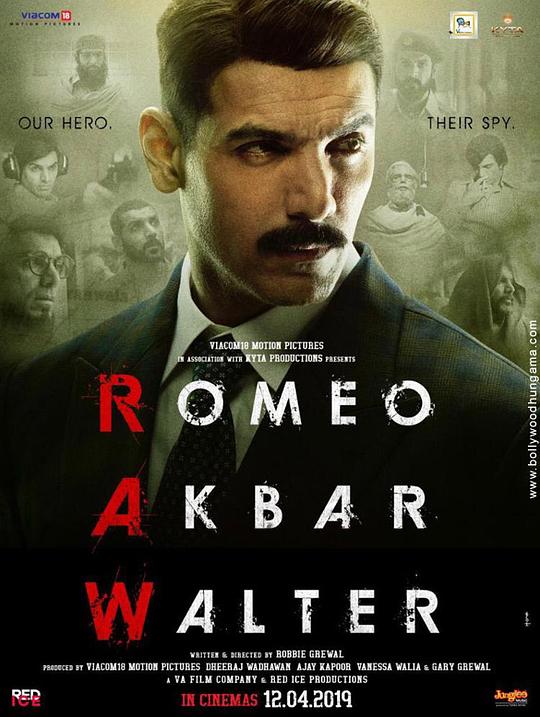 VIACOM 18
MOTION PICTURES
KYTA
OUR HERO.
THEIR SPY.
www.bollywoodhungama.com
VIACOM18 MOTION PICTURES
IN ASSOCIATION WITH KYTA PRODUCTIONS PRESENTS
ROMEO
AKBAR
WALTER
WRITTEN & DIRECTED BY ROBBIE GREWAL
PRODUCED BY VIACOM18 MOTION PICTURES DHEERAJ WADHAWAN AJAY KAPOOR VANESSA WALIA & GARY GREWAL
A VA FILM COMPANY & RED ICE PRODUCTIONS
IN CINEMAS 12.04.2019
RED
ICE
Junglee
MUSIC